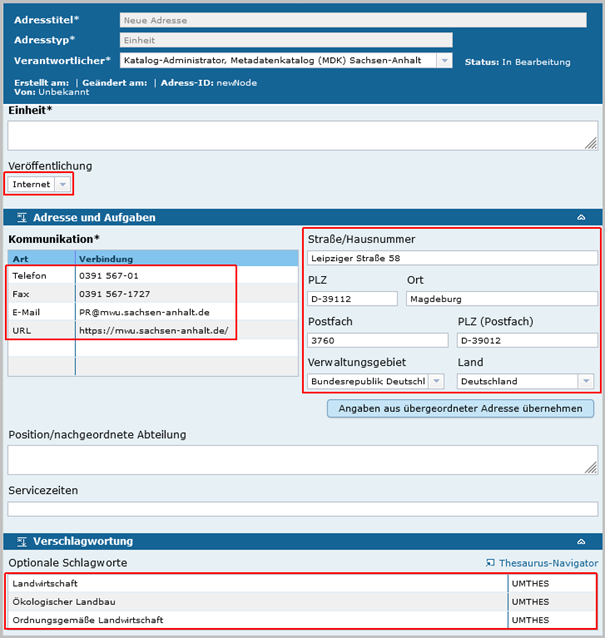 Adresstitel* Neue Adresse
Adresstyp* Einheit
Verantwortlicher* Katalog-Administrator, Metadatenkatalog (MDK) Sachsen-Anhalt Status: In Bearbeitung
Erstellt am: | Geändert am: | Adress-ID: newNode
Von: Unbekannt
Einheit*
Veröffentlichung
Internet
Adresse und Aufgaben
Kommunikation*
Art Verbindung
Telefon 0391 567-01
Fax 0391 567-1727
E-Mail PR@mwu.sachsen-anhalt.de
URL https://mwu.sachsen-anhalt.de/
Straße/Hausnummer
Leipziger Straße 58
PLZ Ort
D-39112 Magdeburg
Postfach PLZ (Postfach)
3760 D-39012
Verwaltungsgebiet Land
Bundesrepublik Deutschl Deutschland
Angaben aus übergeordneter Adresse übernehmen
Position/nachgeordnete Abteilung
Servicezeiten
Verschlagwortung
Optionale Schlagworte Thesaurus-Navigator
Landwirtschaft UMTHES
Ökologischer Landbau UMTHES
Ordnungsgemäße Landwirtschaft UMTHES